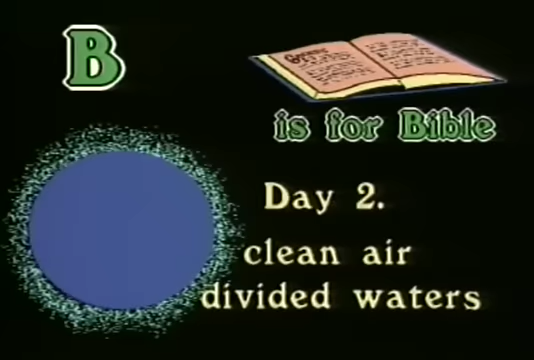 B
is for Bible
Day 2.
clean air
divided waters